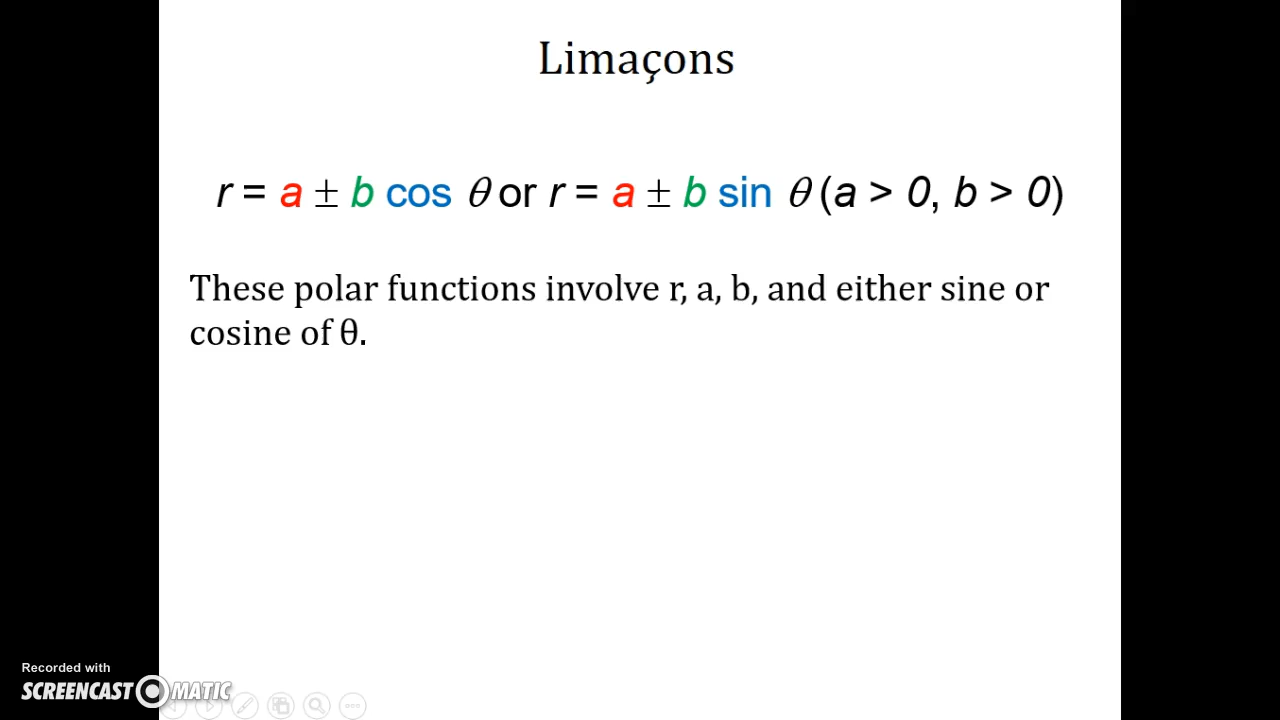 Limaçons
r = a ± b cos θ or r = a ± b sin θ (a > 0, b > 0)
These polar functions involve r, a, b, and either sine or
cosine of θ.
Recorded with
SCREENCAST MATIC